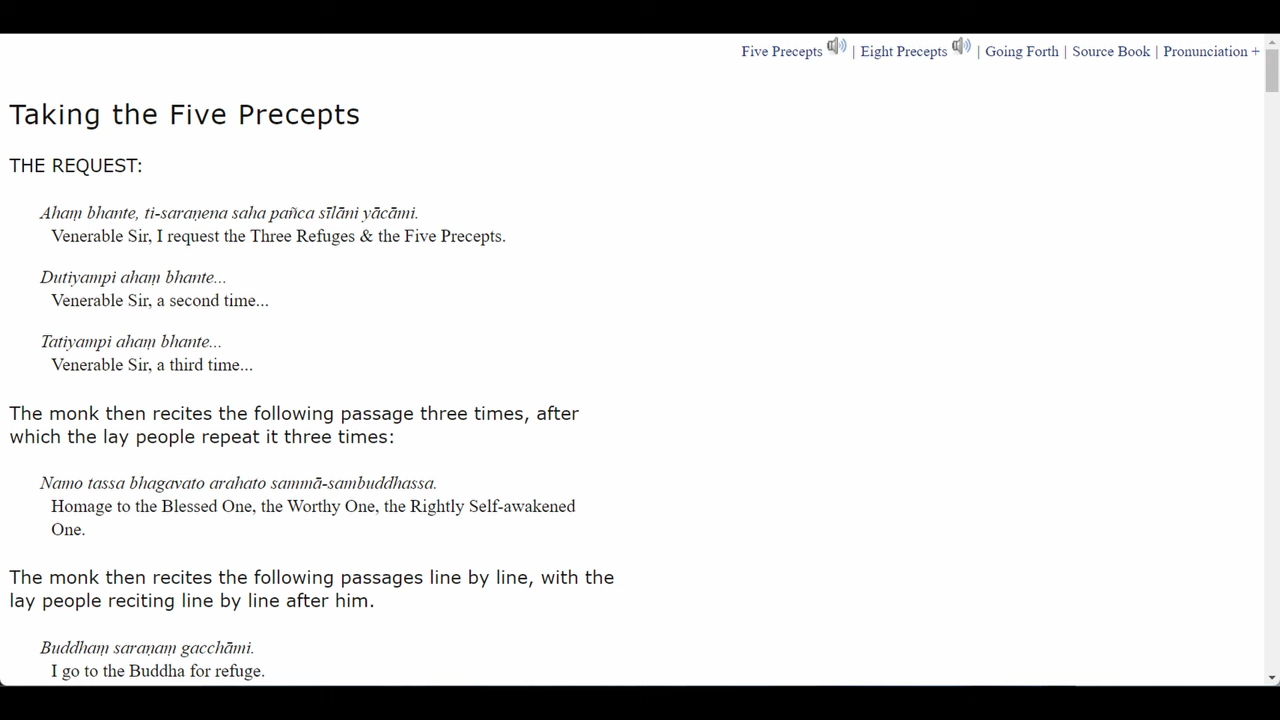 Five Precepts | Eight Precepts | Going Forth | Source Book | Pronunciation +
Taking the Five Precepts
THE REQUEST:
Ahaṃ bhante, ti-saraṇena saha pañca sīlāni yācāmi.
Venerable Sir, I request the Three Refuges & the Five Precepts.
Dutiyampi ahaṃ bhante...
Venerable Sir, a second time...
Tatiyampi ahaṃ bhante...
Venerable Sir, a third time...
The monk then recites the following passage three times, after
which the lay people repeat it three times:
Namo tassa bhagavato arahato sammā-sambuddhassa.
Homage to the Blessed One, the Worthy One, the Rightly Self-awakened
One.
The monk then recites the following passages line by line, with the
lay people reciting line by line after him.
Buddhaṃ saraṇaṃ gacchāmi.
I go to the Buddha for refuge.